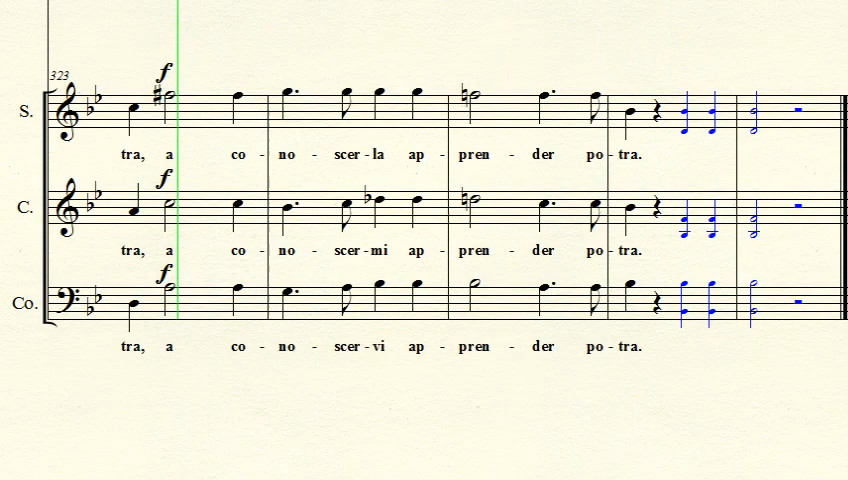 323
f
S.
tra, a co - no - scer - la ap - pren - der po - tra.
f
C.
tra, a co - no - scer - mi ap - pren - der po - tra.
f
Co.
tra, a co - no - scer - vi ap - pren - der po - tra.